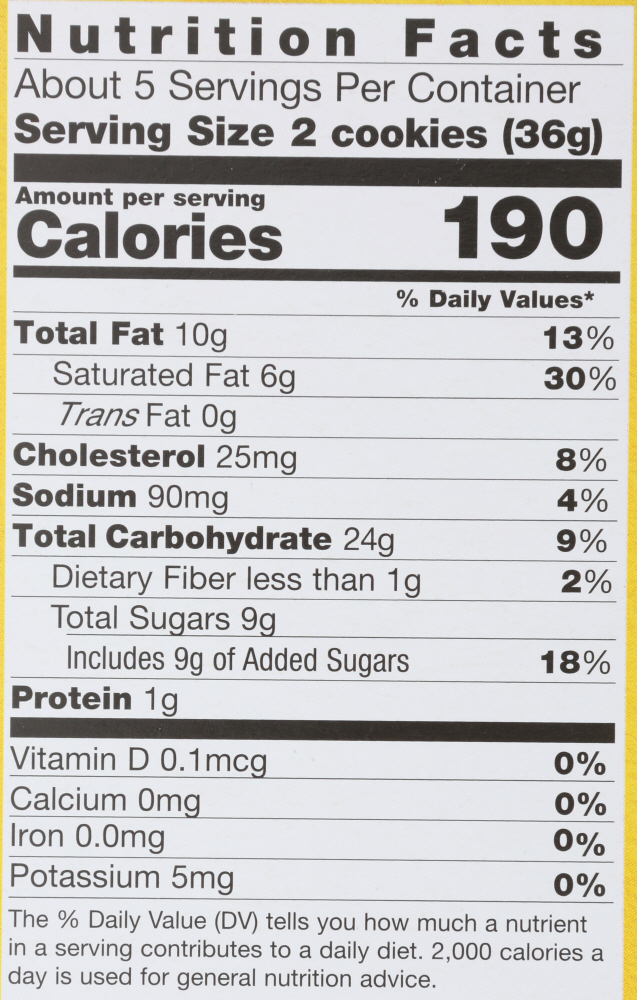 Nutrition Facts
About 5 Servings Per Container
Serving Size 2 cookies (36g)
Amount per serving
Calories 190
% Daily Values*
Total Fat 10g 13%
Saturated Fat 6g 30%
Trans Fat 0g
Cholesterol 25mg 8%
Sodium 90mg 4%
Total Carbohydrate 24g 9%
Dietary Fiber less than 1g 2%
Total Sugars 9g
Includes 9g of Added Sugars 18%
Protein 1g
Vitamin D 0.1mcg 0%
Calcium 0mg 0%
Iron 0.0mg 0%
Potassium 5mg 0%
The % Daily Value (DV) tells you how much a nutrient
in a serving contributes to a daily diet. 2,000 calories a
day is used for general nutrition advice.